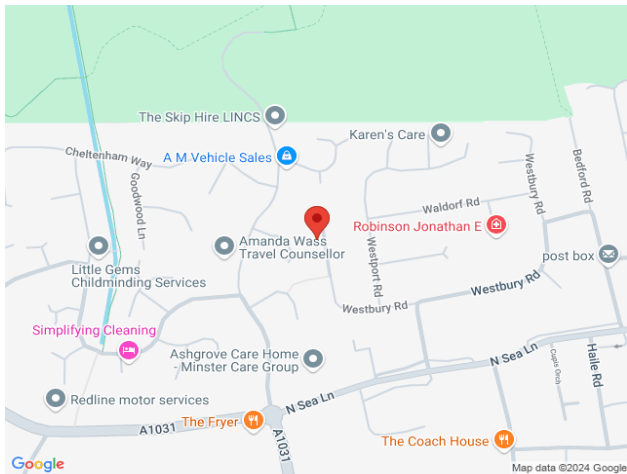 The Skip Hire LINCS
Karen's Care
Cheltenham Way
A M Vehicle Sales
Goodwood Ln
Westbury Rd
Bedford Rd
Waldorf Rd
Robinson Jonathan E
Westport Rd
Amanda Wass
Travel Counsellor
post box
Little Gems
Childminding Services
Westbury Rd
Westbury Rd
Simplifying Cleaning
N Sea Ln
Ashgrove Care Home
- Minster Care Group
Cupis Orch
Haile Rd
Redline motor services
N Sea Ln
The Fryer
A1031
A1031
The Coach House
Google
Map data ©2024 Google